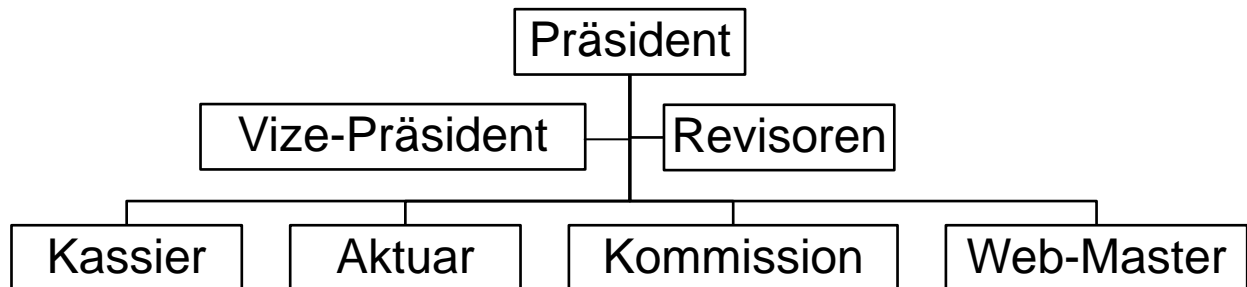 Präsident
Vize-Präsident
Revisoren
Kassier
Aktuar
Kommission
Web-Master